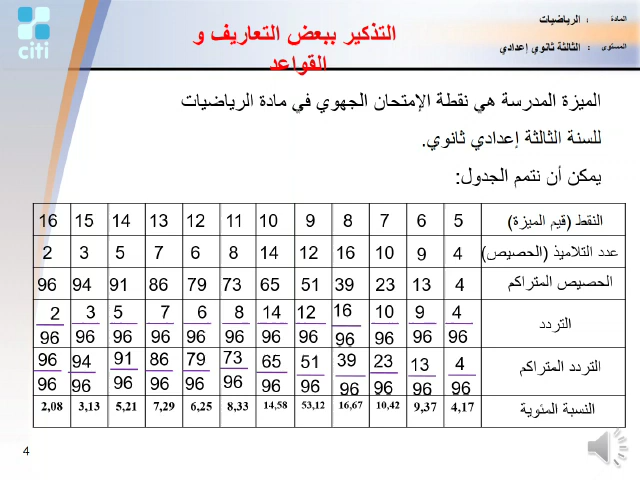 citi
المادة : الرياضيات
المستوى : الثالثة ثانوي إعدادي
التذكير ببعض التعاريف و
القواعد
الميزة المدرسة هي نقطة الإمتحان الجهوي في مادة الرياضيات
للسنة الثالثة إعدادي ثانوي.
يمكن أن نتمم الجدول:
النقط (قيم الميزة) 5 6 7 8 9 10 11 12 13 14 15 16
عدد التلاميذ (الحصيص) 4 9 10 16 12 14 8 6 7 5 3 2
الحصيص المتراكم 4 13 23 39 51 65 73 79 86 91 94 96
التردد 4/96 9/96 10/96 16/96 12/96 14/96 8/96 6/96 7/96 5/96 3/96 2/96
التردد المتراكم 4/96 13/96 23/96 39/96 51/96 65/96 73/96 79/96 86/96 91/96 94/96 96/96
النسبة المئوية 4,17 9,37 10,42 16,67 53,12 14,58 8,33 6,25 7,29 5,21 3,13 2,08
4